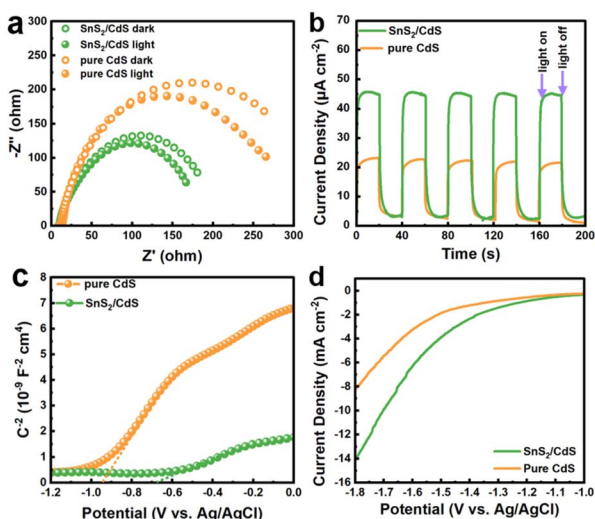 a
SnS₂/CdS dark
SnS₂/CdS light
pure CdS dark
pure CdS light
-Z'' (ohm)
300
250
200
150
100
50
0
0 50 100 150 200 250 300
Z' (ohm)
b
SnS₂/CdS
pure CdS
light on
light off
Current Density (µA cm⁻²)
70
60
50
40
30
20
10
0
0 40 80 120 160 200
Time (s)
c
pure CdS
SnS₂/CdS
C⁻² (10⁻⁹ F⁻² cm⁴)
8
7
6
5
4
3
2
1
0
-1.2 -1.0 -0.8 -0.6 -0.4 -0.2 0.0
Potential (V vs. Ag/AgCl)
d
Current Density (mA cm⁻²)
0
-2
-4
-6
-8
-10
-12
-14
-16
SnS₂/CdS
Pure CdS
-1.8 -1.7 -1.6 -1.5 -1.4 -1.3 -1.2 -1.1 -1.0
Potential (V vs. Ag/AgCl)